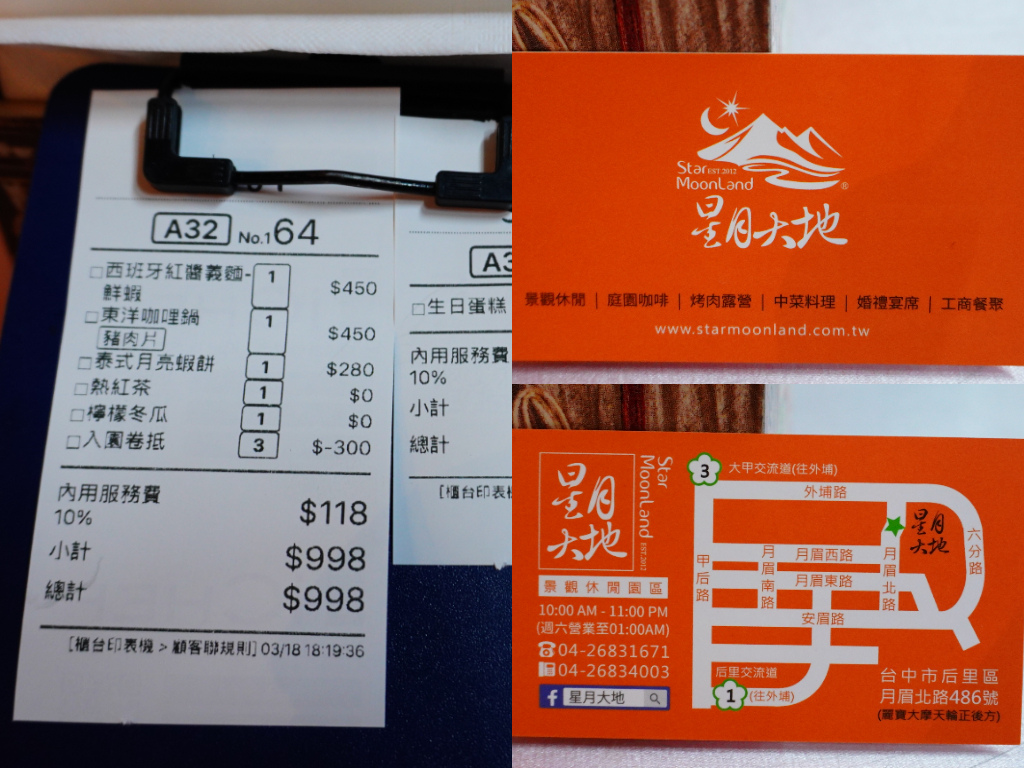 A32 No.164
□西班牙紅醬義麵- 1 $450
鮮蝦
□東洋咖哩鍋 1 $450
豬肉片
□泰式月亮蝦餅 1 $280
□熱紅茶 1 $0
□檸檬冬瓜 1 $0
□入園卷抵 3 $-300
內用服務費
10% $118
小計 $998
總計 $998
[櫃台印表機 > 顧客聯規則] 03/18 18:19:36
□生日蛋糕
內用服務費
10%
小計
總計
[櫃台印表
Star EST.2012
MoonLand
®
星月大地
景觀休閒 | 庭園咖啡 | 烤肉露營 | 中菜料理 | 婚禮宴席 | 工商餐聚
www.starmoonland.com.tw
星月
大地
Star
MoonLand EST.2012
景觀休閒園區
10:00 AM - 11:00 PM
(週六營業至01:00AM)
04-26831671
04-26834003
f 星月大地
3 大甲交流道(往外埔)
外埔路
星月
大地
六分路
甲后路
月眉南路
月眉西路
月眉東路
月眉北路
安眉路
后里交流道
1 (往外埔)
台中市后里區
月眉北路486號
(麗寶大摩天輪正後方)